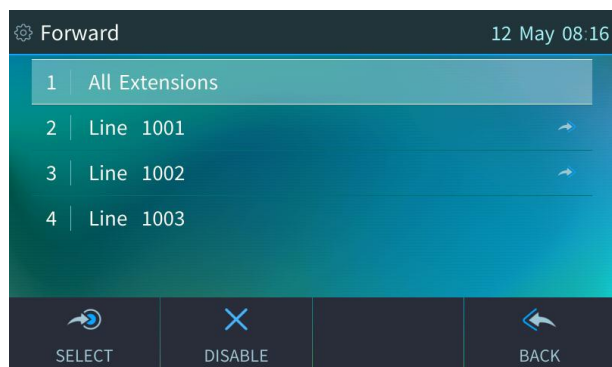 Forward 12 May 08:16
1 All Extensions
2 Line 1001
3 Line 1002
4 Line 1003
SELECT DISABLE BACK